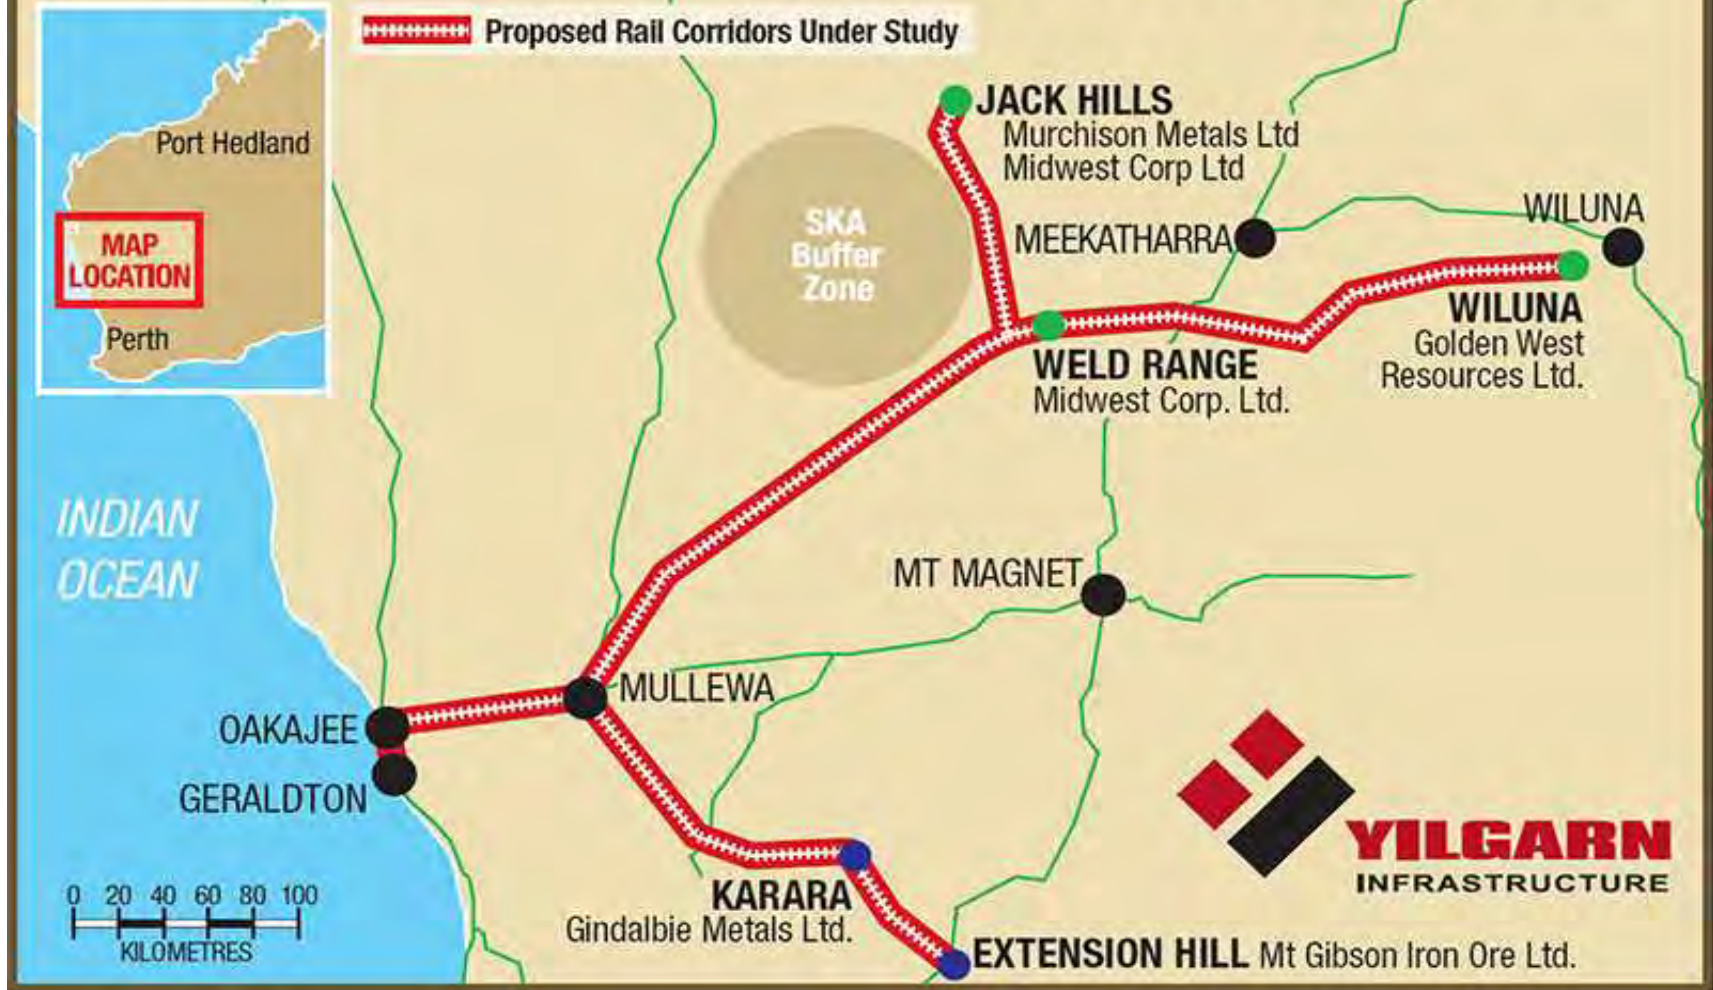 Proposed Rail Corridors Under Study
Port Hedland
MAP
LOCATION
Perth
JACK HILLS
Murchison Metals Ltd
Midwest Corp Ltd
SKA
Buffer
Zone
MEEKATHARRA
WILUNA
WILUNA
Golden West
Resources Ltd.
WELD RANGE
Midwest Corp. Ltd.
INDIAN
OCEAN
MT MAGNET
MULLEWA
OAKAJEE
GERALDTON
YILGARN
INFRASTRUCTURE
0 20 40 60 80 100
KILOMETRES
KARARA
Gindalbie Metals Ltd.
EXTENSION HILL Mt Gibson Iron Ore Ltd.